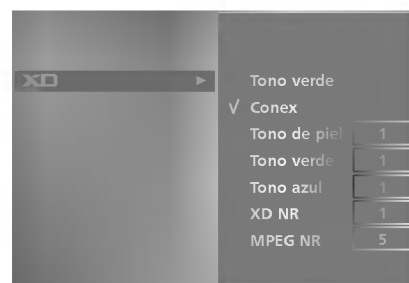 XD
Tono verde
√ Conex
Tono de piel 1
Tono verde 1
Tono azul 1
XD NR 1
MPEG NR 5